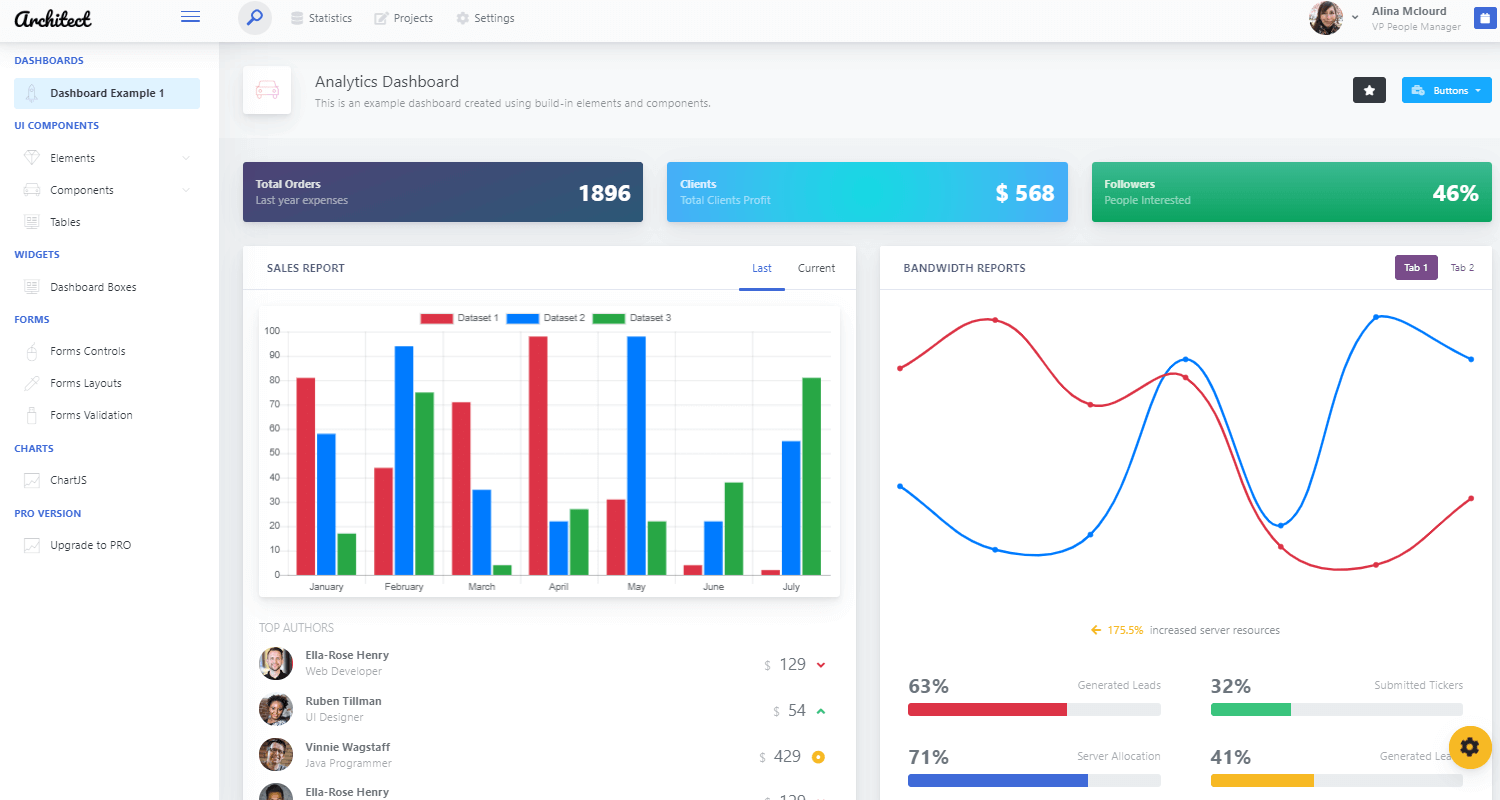 Architect
Statistics
Projects
Settings
Alina Mclourd
VP People Manager
DASHBOARDS
Dashboard Example 1
UI COMPONENTS
Elements
Components
Tables
WIDGETS
Dashboard Boxes
FORMS
Forms Controls
Forms Layouts
Forms Validation
CHARTS
ChartJS
PRO VERSION
Upgrade to PRO
Analytics Dashboard
This is an example dashboard created using build-in elements and components.
Buttons
Total Orders
Last year expenses
1896
Clients
Total Clients Profit
$ 568
Followers
People Interested
46%
SALES REPORT
Last
Current
Dataset 1
Dataset 2
Dataset 3
100
90
80
70
60
50
40
30
20
10
0
January
February
March
April
May
June
July
TOP AUTHORS
Ella-Rose Henry
Web Developer
$ 129
Ruben Tillman
UI Designer
$ 54
Vinnie Wagstaff
Java Programmer
$ 429
Ella-Rose Henry
$ 129
BANDWIDTH REPORTS
Tab 1
Tab 2
175.5% increased server resources
63%
Generated Leads
32%
Submitted Tickers
71%
Server Allocation
41%
Generated